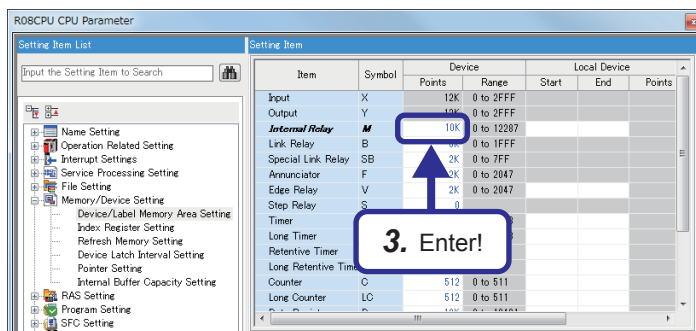 R08CPU CPU Parameter
Setting Item List
Setting Item
Input the Setting Item to Search
Name Setting
Operation Related Setting
Interrupt Settings
Service Processing Setting
File Setting
Memory/Device Setting
Device/Label Memory Area Setting
Index Register Setting
Refresh Memory Setting
Device Latch Interval Setting
Pointer Setting
Internal Buffer Capacity Setting
RAS Setting
Program Setting
SFC Setting
Item Symbol Device Local Device
Points Range Start End Points
Input X 12K 0 to 2FFF
Output Y 12K 0 to 2FFF
Internal Relay M 10K 0 to 12287
Link Relay B 0 to 1FFF
Special Link Relay SB 2K 0 to 7FF
Annunciator F 2K 0 to 2047
Edge Relay V 2K 0 to 2047
Step Relay S 0
Timer
Long Timer
Retentive Timer
Long Retentive Time
Counter C 512 0 to 511
Long Counter LC 512 0 to 511
3. Enter!